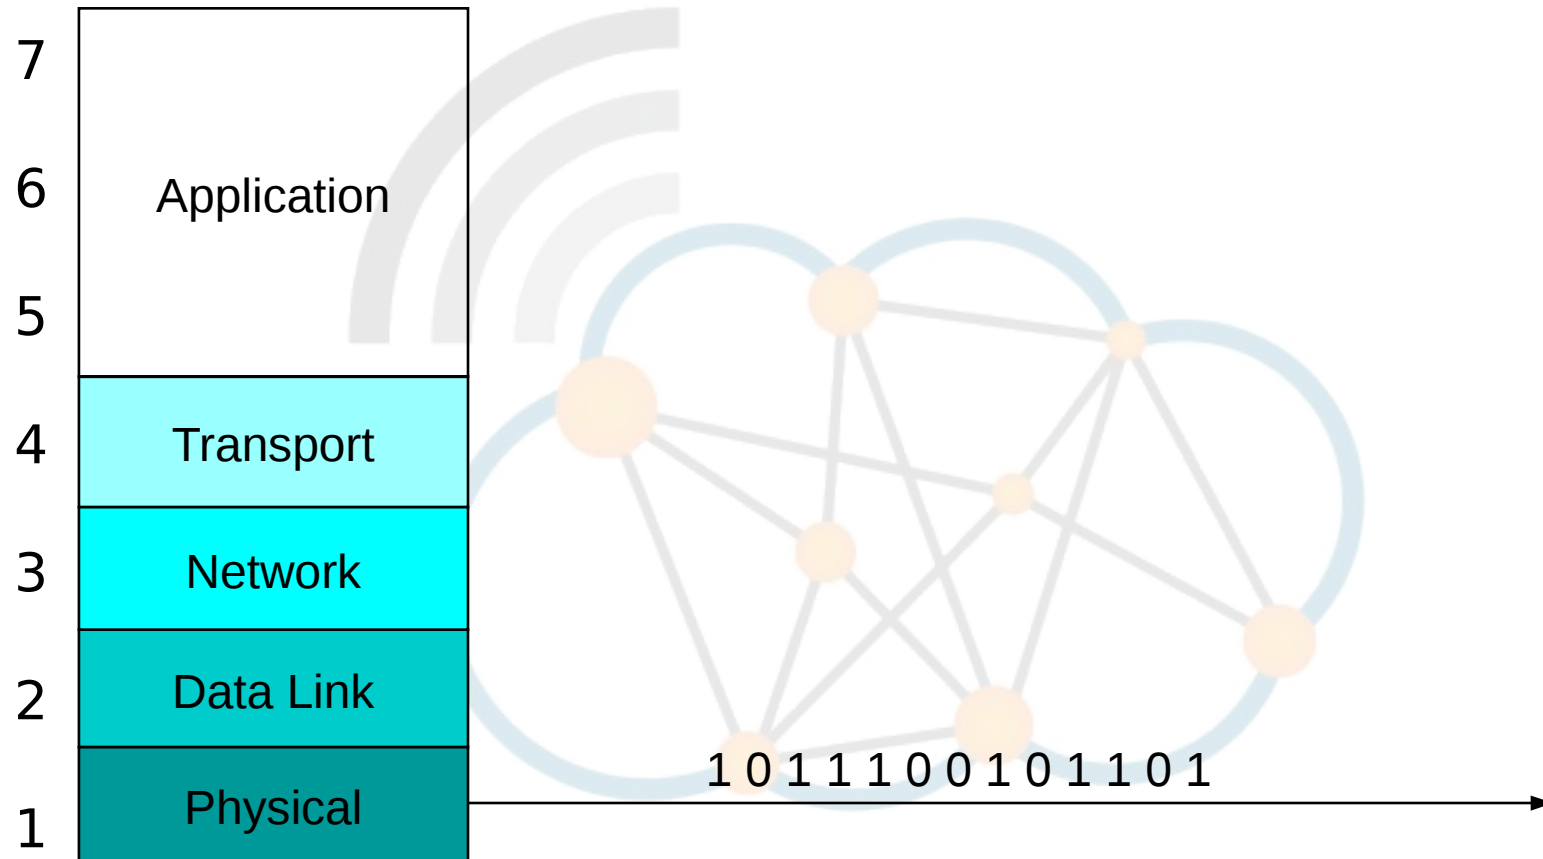 7
6 Application
5
4 Transport
3 Network
2 Data Link
1 0 1 1 1 0 0 1 0 1 1 0 1
1 Physical